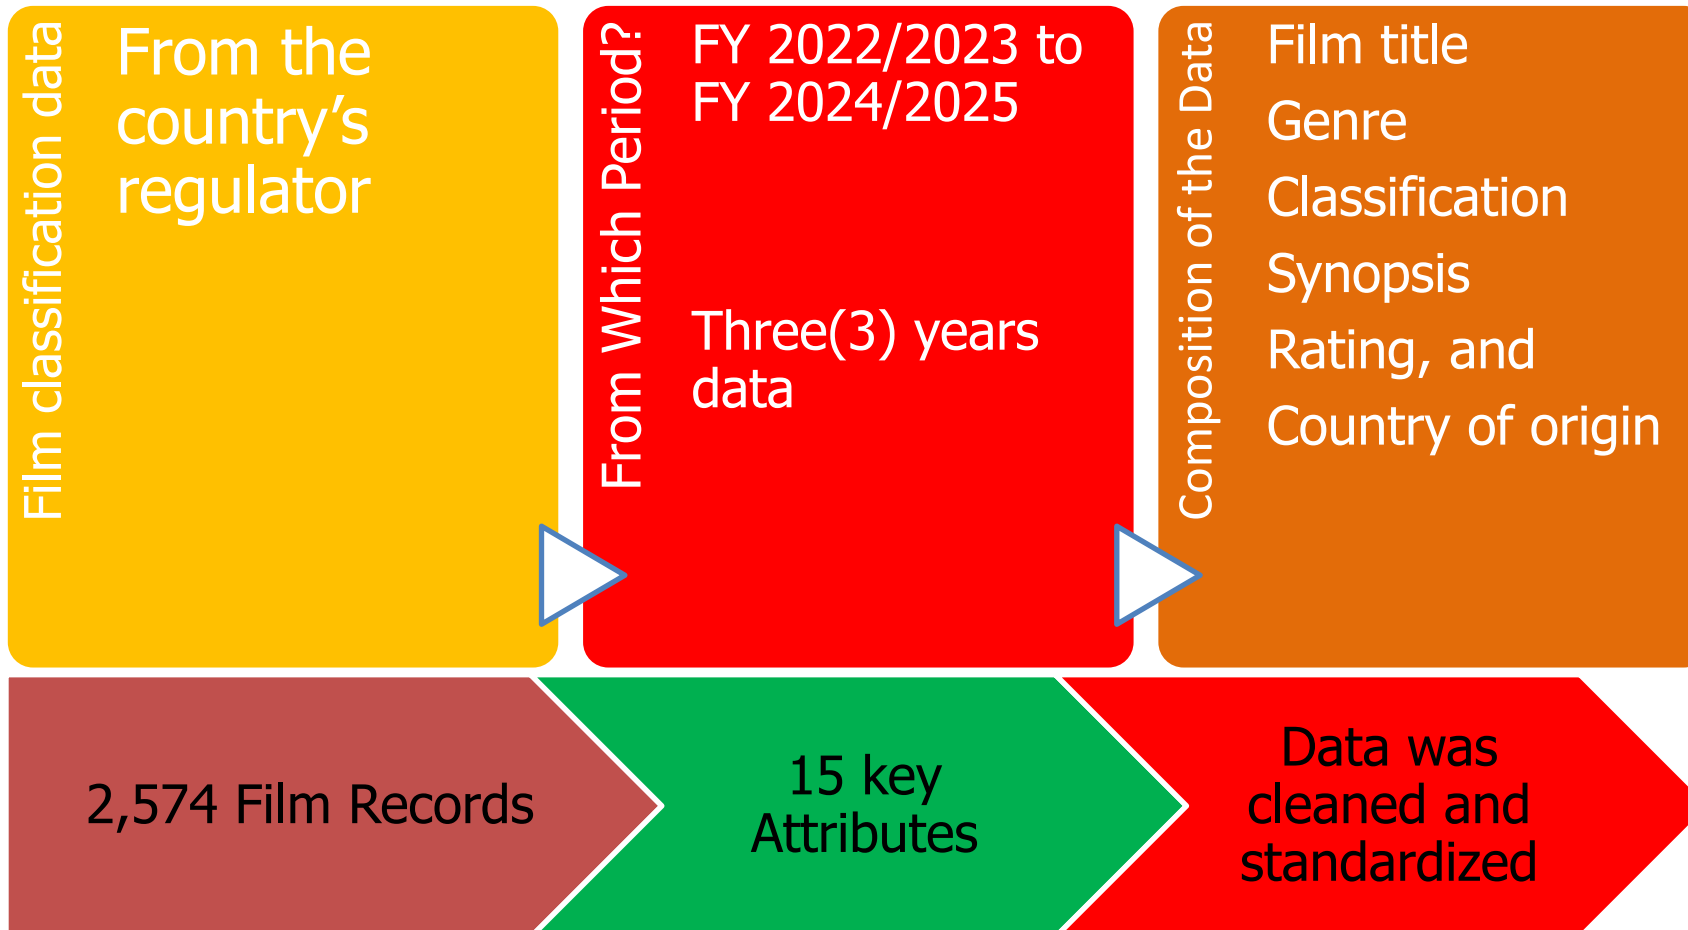 Film classification data
From the
country’s
regulator
From Which Period?
FY 2022/2023 to
FY 2024/2025
Three(3) years
data
Composition of the Data
Film title
Genre
Classification
Synopsis
Rating, and
Country of origin
2,574 Film Records
15 key
Attributes
Data was
cleaned and
standardized